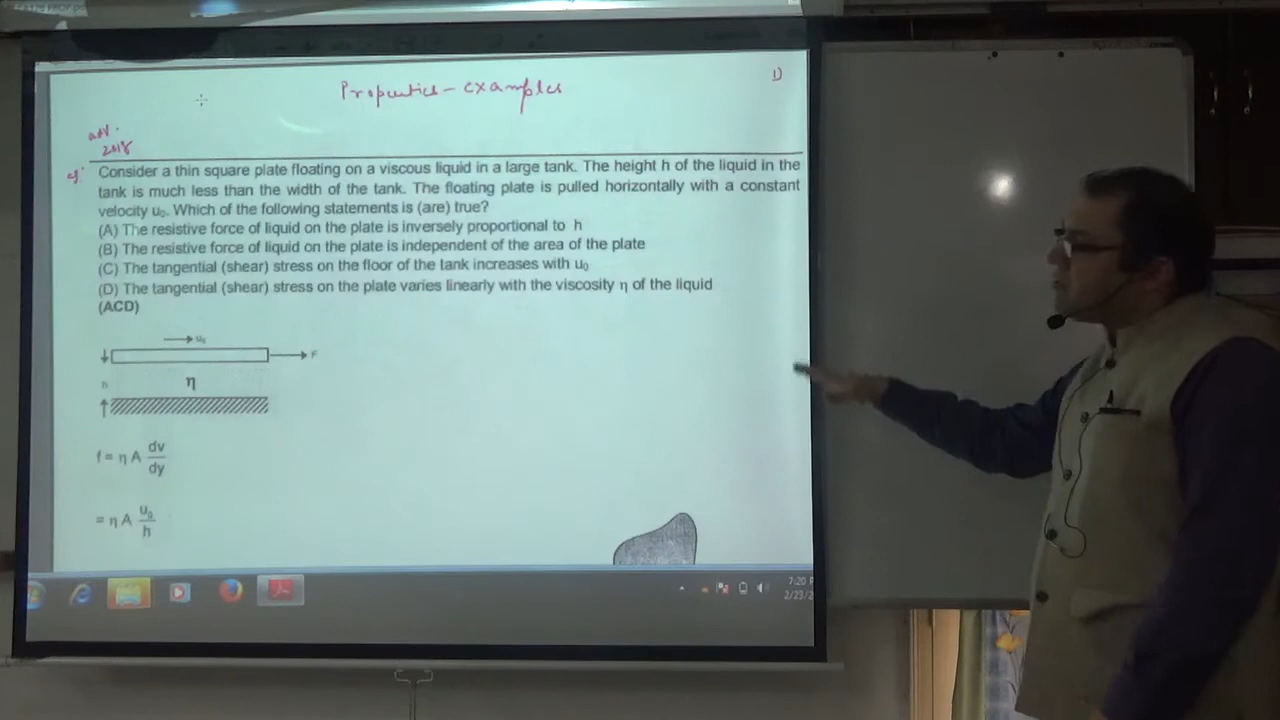 Properties - examples
1)
adv.
2018
eg:
Consider a thin square plate floating on a viscous liquid in a large tank. The height h of the liquid in the
tank is much less than the width of the tank. The floating plate is pulled horizontally with a constant
velocity u₀. Which of the following statements is (are) true?
(A) The resistive force of liquid on the plate is inversely proportional to h
(B) The resistive force of liquid on the plate is independent of the area of the plate
(C) The tangential (shear) stress on the floor of the tank increases with u₀
(D) The tangential (shear) stress on the plate varies linearly with the viscosity η of the liquid
(ACD)
u₀
F
h
η
f = η A dv/dy
= η A u₀/h
7:20